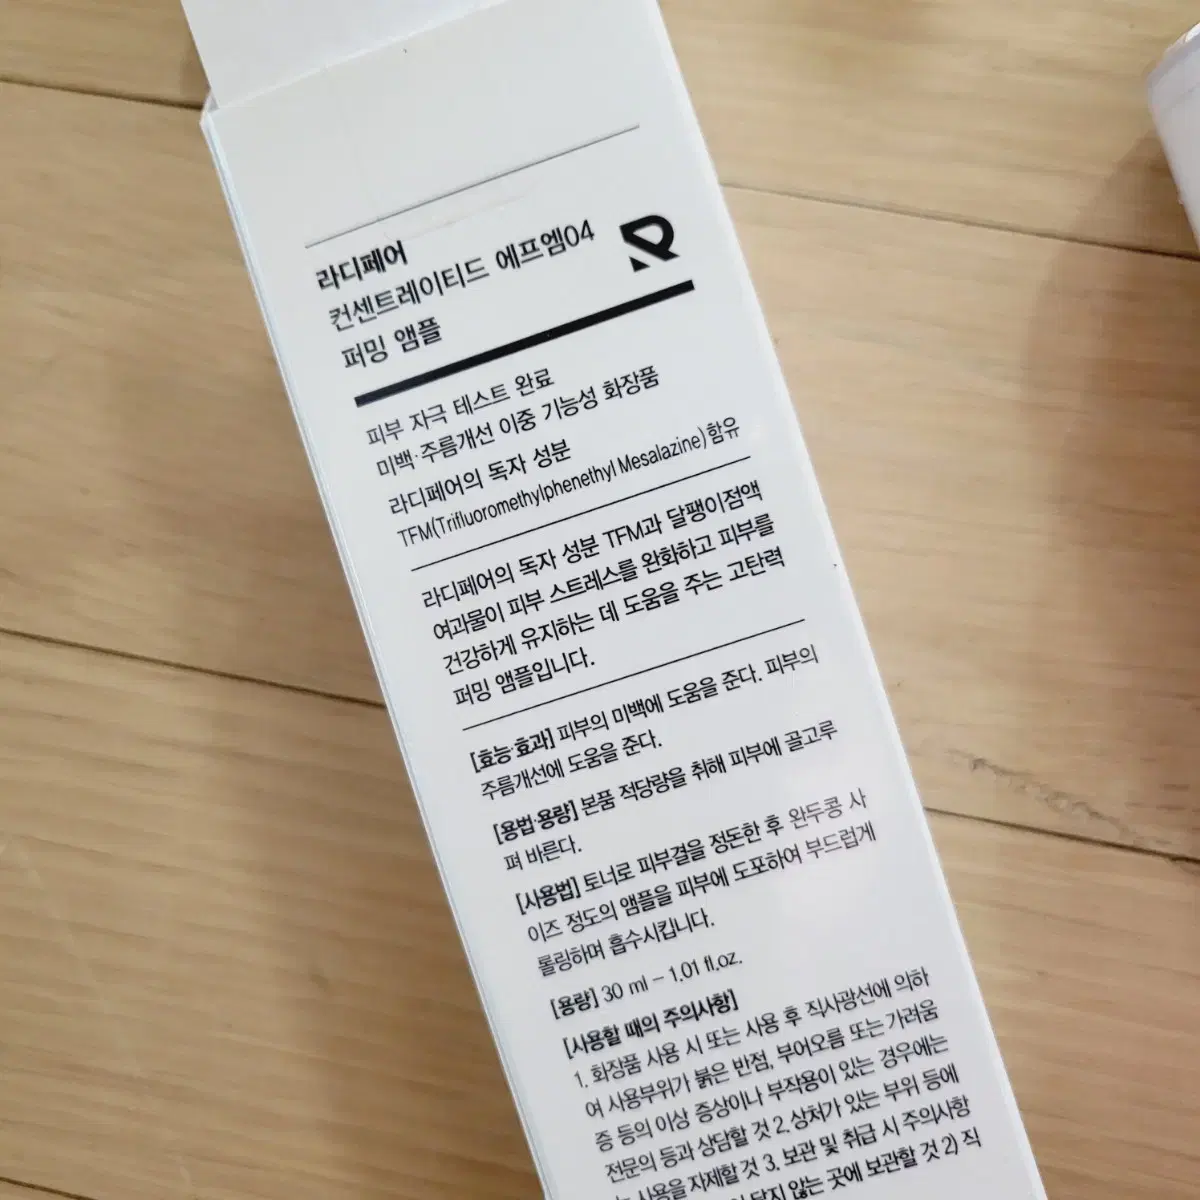 라디페어
컨센트레이티드 에프엠04
퍼밍 앰플
피부 자극 테스트 완료
미백·주름개선 이중 기능성 화장품
라디페어의 독자 성분
TFM(Trifluoromethylphenethyl Mesalazine)함유
라디페어의 독자 성분 TFM과 달팽이점액
여과물이 피부 스트레스를 완화하고 피부를
건강하게 유지하는 데 도움을 주는 고탄력
퍼밍 앰플입니다.
[효능·효과] 피부의 미백에 도움을 준다. 피부의
주름개선에 도움을 준다.
[용법·용량] 본품 적당량을 취해 피부에 골고루
펴 바른다.
[사용법] 토너로 피부결을 정돈한 후 완두콩 사
이즈 정도의 앰플을 피부에 도포하여 부드럽게
롤링하며 흡수시킵니다.
[용량] 30 ml – 1.01 fl.oz.
[사용할 때의 주의사항]
1. 화장품 사용 시 또는 사용 후 직사광선에 의하
여 사용부위가 붉은 반점, 부어오름 또는 가려움
증 등의 이상 증상이나 부작용이 있는 경우에는
전문의 등과 상담할 것 2. 상처가 있는 부위 등에
는 사용을 자제할 것 3. 보관 및 취급 시 주의사항
닿지 않는 곳에 보관할 것 2) 직